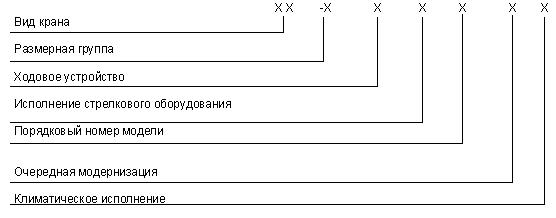 X X -X X X X X X
Вид крана
Размерная группа
Ходовое устройство
Исполнение стрелкового оборудования
Порядковый номер модели
Очередная модернизация
Климатическое исполнение